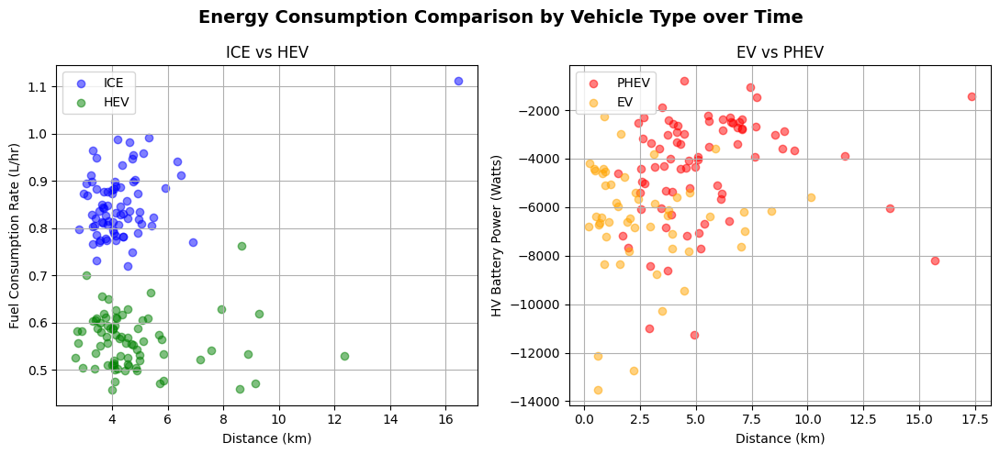 Energy Consumption Comparison by Vehicle Type over Time
ICE vs HEV
ICE
HEV
1.1
1.0
0.9
0.8
0.7
0.6
0.5
Fuel Consumption Rate (L/hr)
4
6
8
10
12
14
16
Distance (km)
EV vs PHEV
PHEV
EV
−2000
−4000
−6000
−8000
−10000
−12000
−14000
HV Battery Power (Watts)
0.0
2.5
5.0
7.5
10.0
12.5
15.0
17.5
Distance (km)